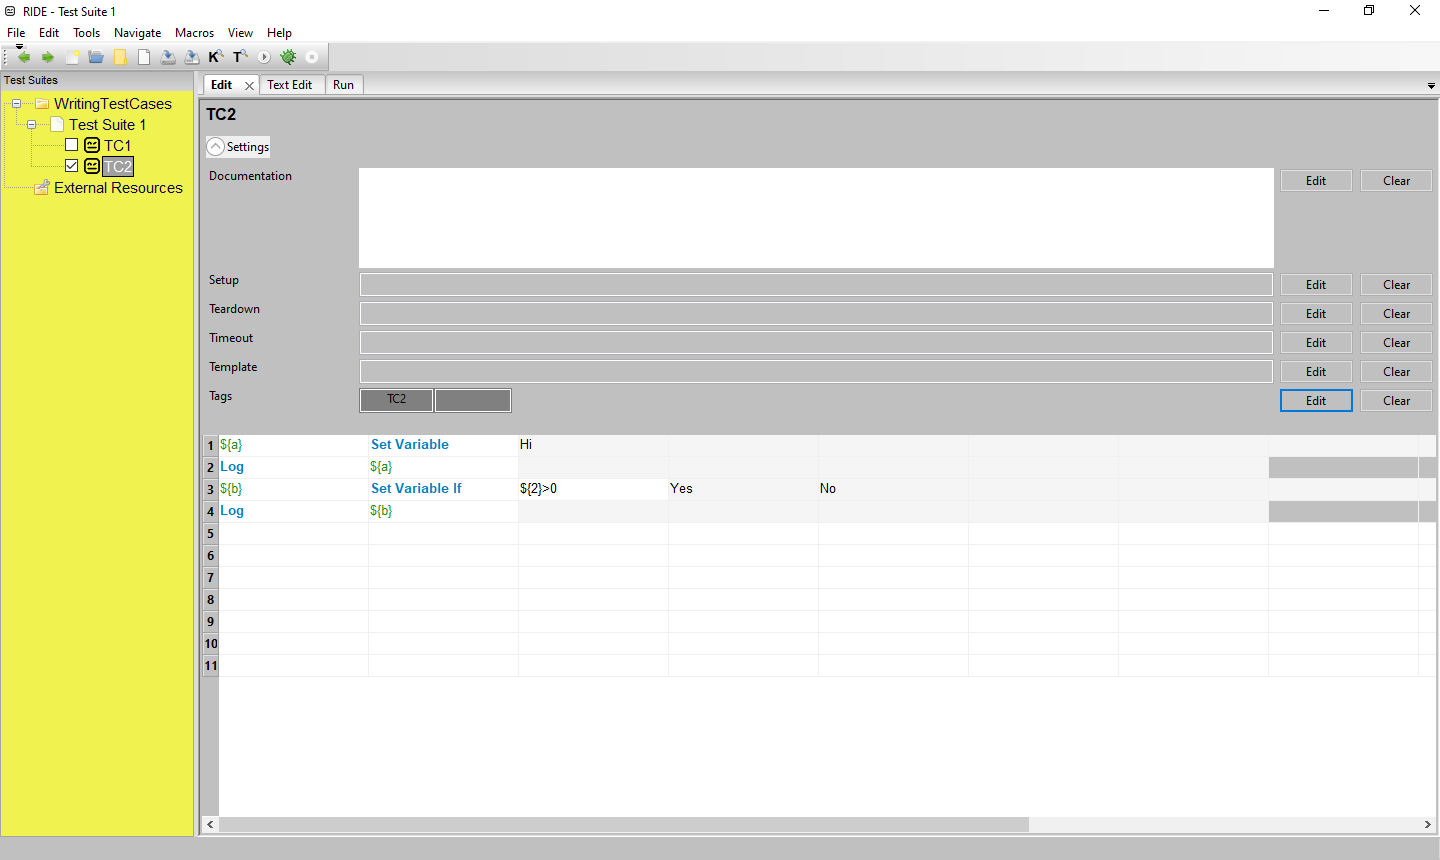 RIDE - Test Suite 1
File Edit Tools Navigate Macros View Help
K T
Test Suites
WritingTestCases
Test Suite 1
TC1
TC2
External Resources
Edit Text Edit Run
TC2
Settings
Documentation Edit Clear
Setup Edit Clear
Teardown Edit Clear
Timeout Edit Clear
Template Edit Clear
Tags TC2 Edit Clear
1 ${a} Set Variable Hi
2 Log ${a}
3 ${b} Set Variable If ${2}>0 Yes No
4 Log ${b}
5
6
7
8
9
10
11